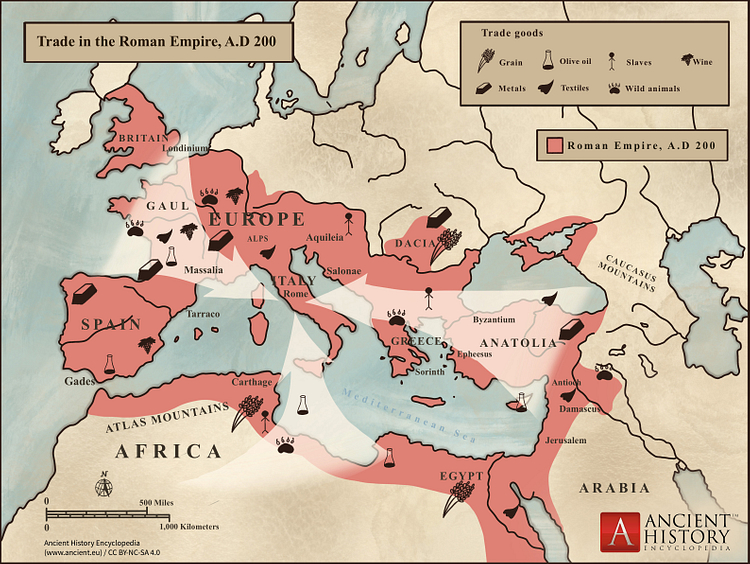 Trade in the Roman Empire, A.D 200
Trade goods
Grain
Olive oil
Slaves
Wine
Metals
Textiles
Wild animals
Roman Empire, A.D 200
BRITAIN
Londinium
GAUL
EUROPE
ALPS
Aquileia
DACIA
CAUCASUS
MOUNTAINS
Massalia
ITALY
Salonae
Rome
SPAIN
Tarraco
Byzantium
GREECE
ANATOLIA
Epheesus
Sorinth
Gades
Carthage
Antioch
Damascus
Mediterranean Sea
ATLAS MOUNTAINS
Jerusalem
AFRICA
EGYPT
ARABIA
N
0
500 Miles
0
1,000 Kilometers
Ancient History Encyclopedia
(www.ancient.eu) / CC BY-NC-SA 4.0
A
ANCIENT™
HISTORY
ENCYCLOPEDIA